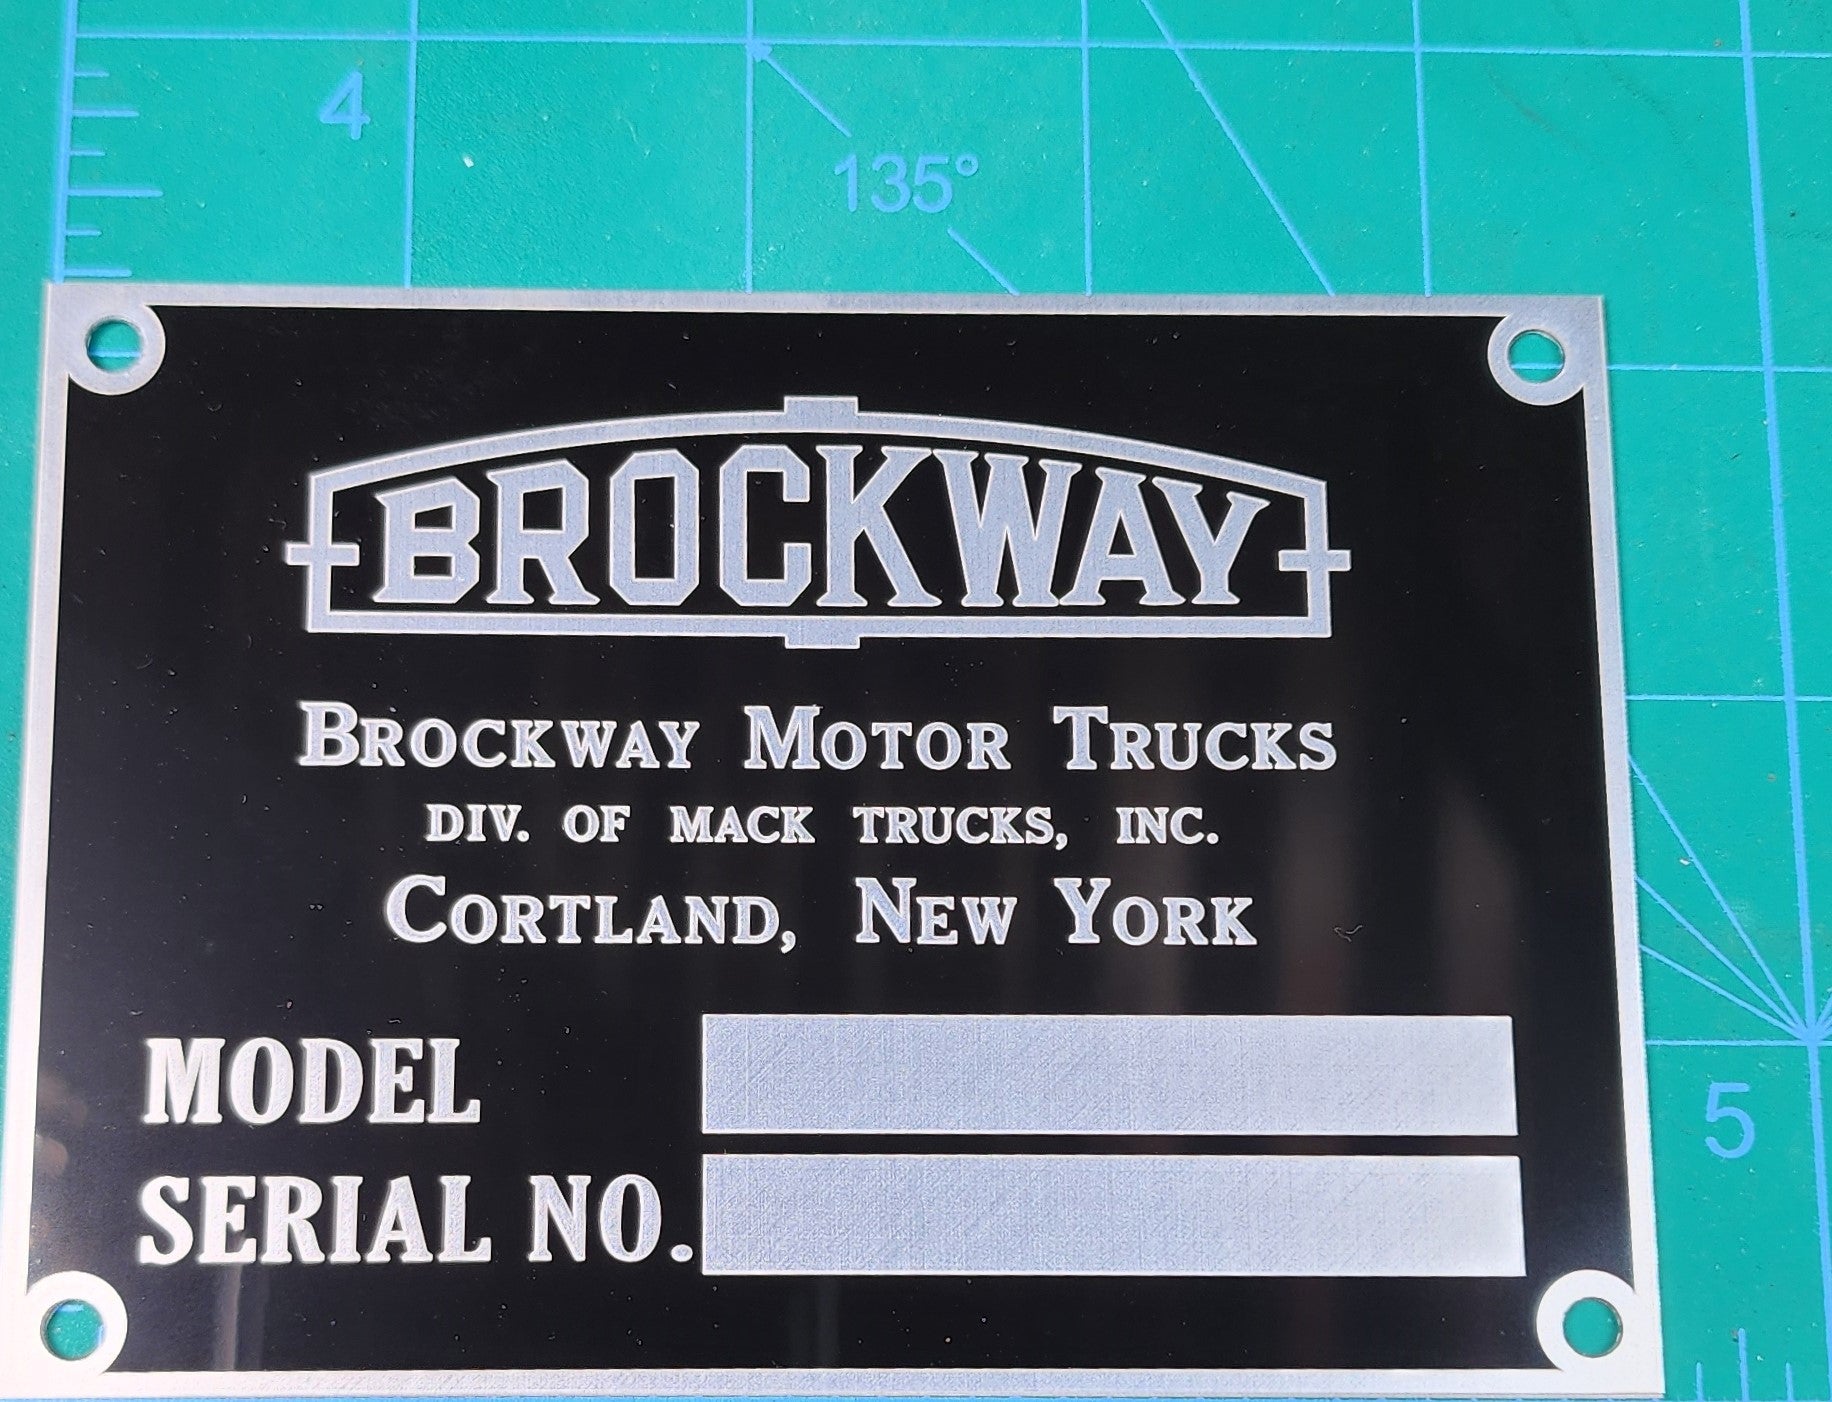 4
135°
BROCKWAY
BROCKWAY MOTOR TRUCKS
DIV. OF MACK TRUCKS, INC.
CORTLAND, NEW YORK
MODEL
5
SERIAL NO.